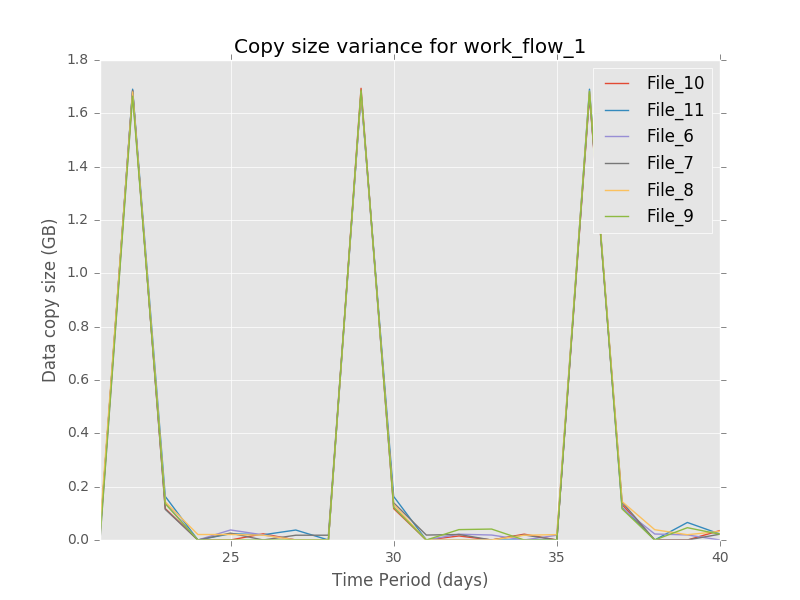 Copy size variance for work_flow_1
1.8
1.6
1.4
1.2
1.0
0.8
0.6
0.4
0.2
0.0
Data copy size (GB)
File_10
File_11
File_6
File_7
File_8
File_9
25
30
35
40
Time Period (days)